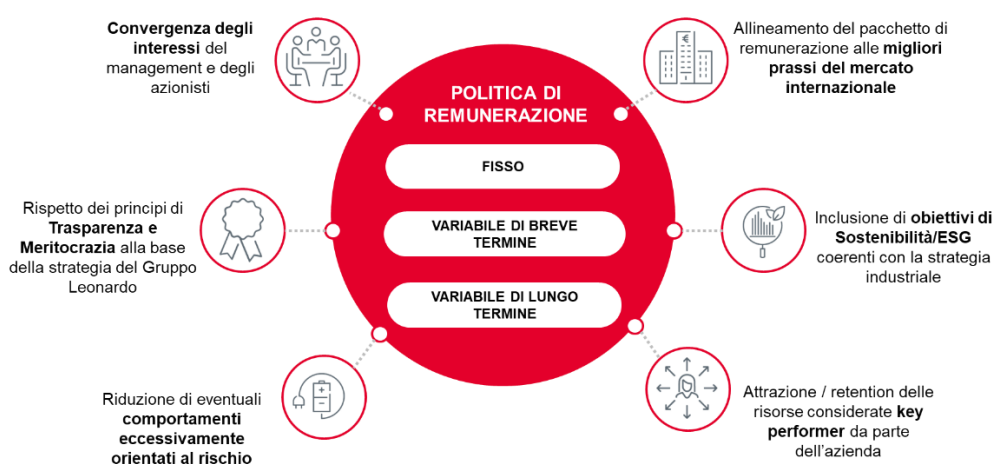 Convergenza degli
interessi del
management e degli
azionisti
Allineamento del pacchetto di
remunerazione alle migliori
prassi del mercato
internazionale
POLITICA DI
REMUNERAZIONE
FISSO
VARIABILE DI BREVE
TERMINE
VARIABILE DI LUNGO
TERMINE
Rispetto dei principi di
Trasparenza e
Meritocrazia alla base
della strategia del Gruppo
Leonardo
Inclusione di obiettivi di
Sostenibilità/ESG
coerenti con la strategia
industriale
Riduzione di eventuali
comportamenti
eccessivamente
orientati al rischio
Attrazione / retention delle
risorse considerate key
performer da parte
dell’azienda